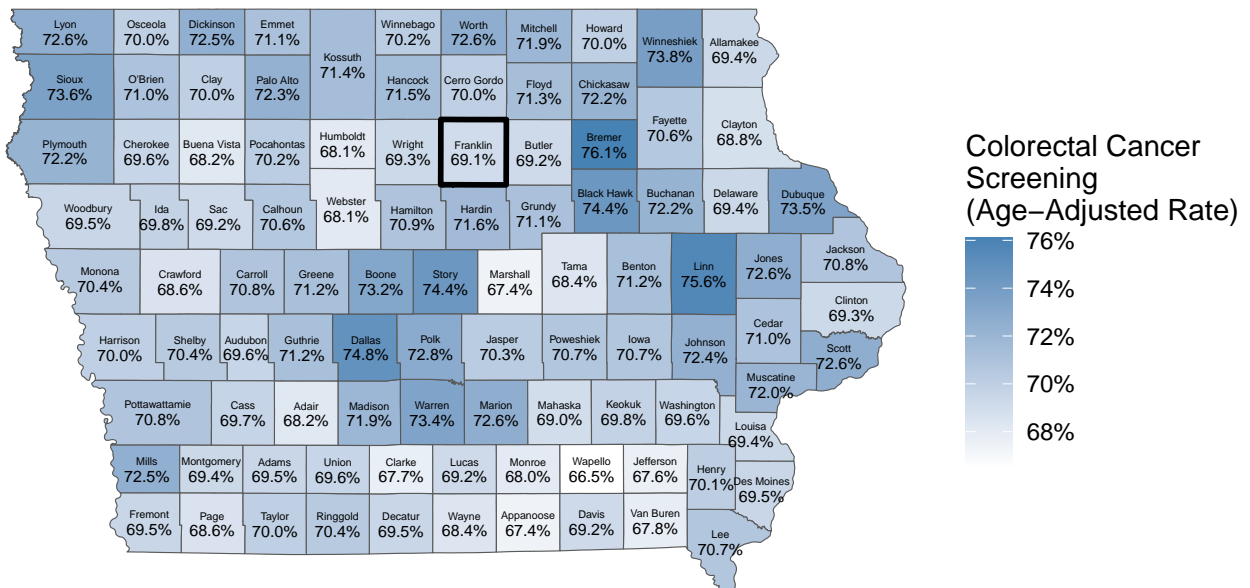 Lyon
72.6%
Osceola
70.0%
Dickinson
72.5%
Emmet
71.1%
Kossuth
71.4%
Winnebago
70.2%
Worth
72.6%
Mitchell
71.9%
Howard
70.0%
Winneshiek
73.8%
Allamakee
69.4%
Sioux
73.6%
O'Brien
71.0%
Clay
70.0%
Palo Alto
72.3%
Hancock
71.5%
Cerro Gordo
70.0%
Floyd
71.3%
Chickasaw
72.2%
Fayette
70.6%
Clayton
68.8%
Plymouth
72.2%
Cherokee
69.6%
Buena Vista
68.2%
Pocahontas
70.2%
Humboldt
68.1%
Wright
69.3%
Franklin
69.1%
Butler
69.2%
Bremer
76.1%
Woodbury
69.5%
Ida
69.8%
Sac
69.2%
Calhoun
70.6%
Webster
68.1%
Hamilton
70.9%
Hardin
71.6%
Grundy
71.1%
Black Hawk
74.4%
Buchanan
72.2%
Delaware
69.4%
Dubuque
73.5%
Monona
70.4%
Crawford
68.6%
Carroll
70.8%
Greene
71.2%
Boone
73.2%
Story
74.4%
Marshall
67.4%
Tama
68.4%
Benton
71.2%
Linn
75.6%
Jones
72.6%
Jackson
70.8%
Clinton
69.3%
Harrison
70.0%
Shelby
70.4%
Audubon
69.6%
Guthrie
71.2%
Dallas
74.8%
Polk
72.8%
Jasper
70.3%
Poweshiek
70.7%
Iowa
70.7%
Johnson
72.4%
Cedar
71.0%
Scott
72.6%
Muscatine
72.0%
Pottawattamie
70.8%
Cass
69.7%
Adair
68.2%
Madison
71.9%
Warren
73.4%
Marion
72.6%
Mahaska
69.0%
Keokuk
69.8%
Washington
69.6%
Louisa
69.4%
Mills
72.5%
Montgomery
69.4%
Adams
69.5%
Union
69.6%
Clarke
67.7%
Lucas
69.2%
Monroe
68.0%
Wapello
66.5%
Jefferson
67.6%
Henry
70.1%
Des Moines
69.5%
Fremont
69.5%
Page
68.6%
Taylor
70.0%
Ringgold
70.4%
Decatur
69.5%
Wayne
68.4%
Appanoose
67.4%
Davis
69.2%
Van Buren
67.8%
Lee
70.7%
Colorectal Cancer
Screening
(Age−Adjusted Rate)
76%
74%
72%
70%
68%